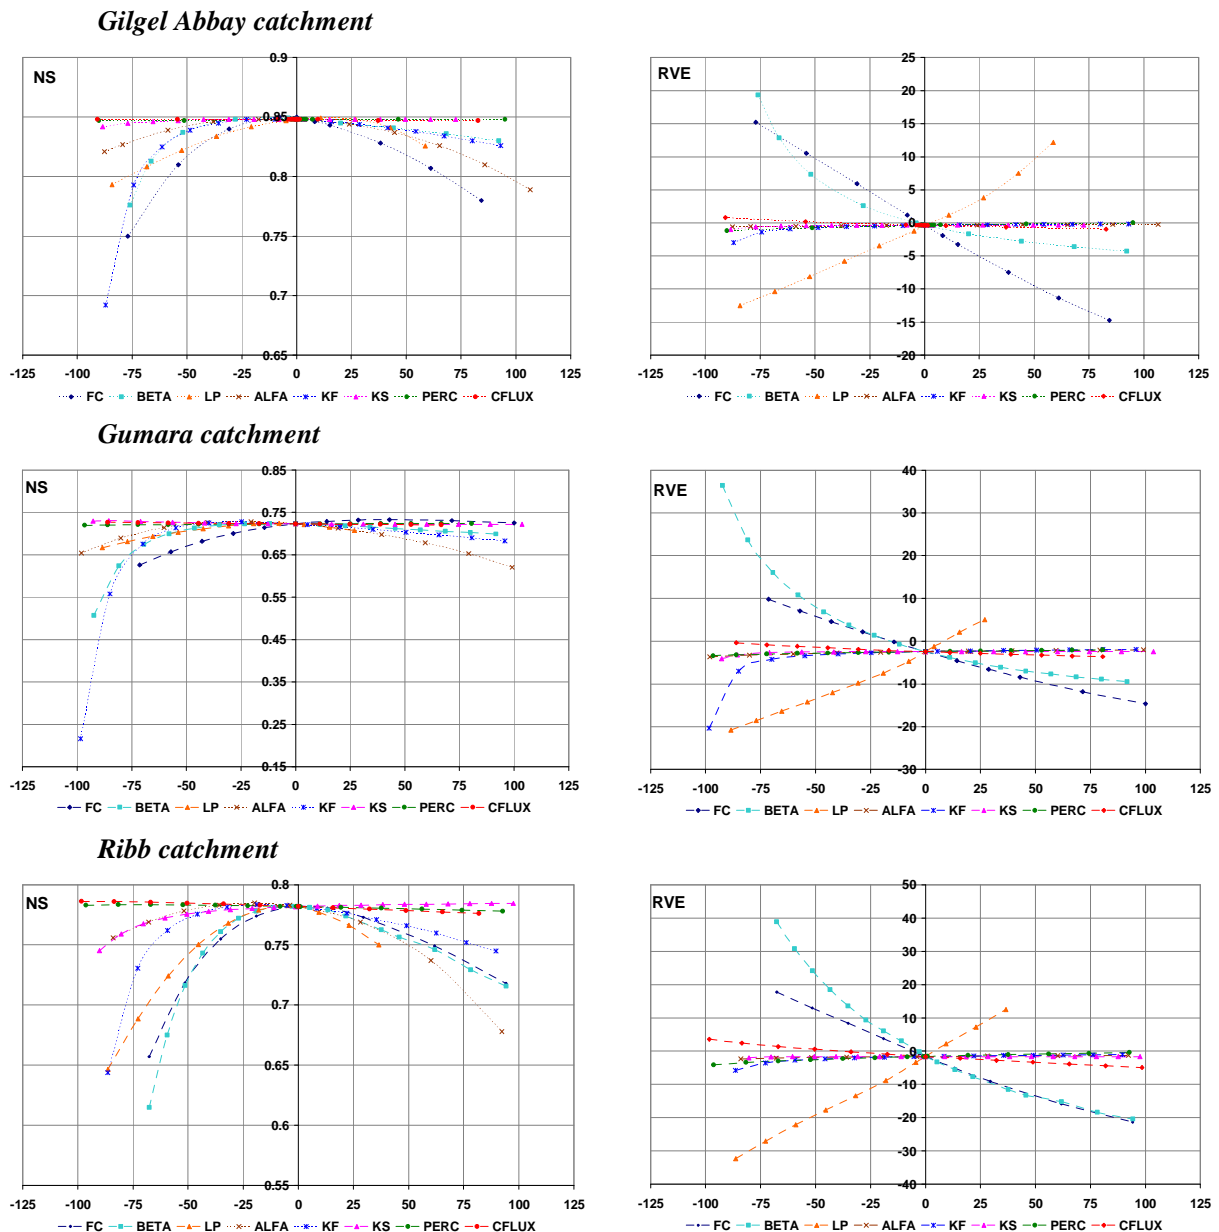 Gilgel Abbay catchment
NS
0.9
0.85
0.8
0.75
0.7
0.65
-125 -100 -75 -50 -25 0 25 50 75 100 125
FC BETA LP ALFA KF KS PERC CFLUX
RVE
25
20
15
10
5
0
-5
-10
-15
-20
-125 -100 -75 -50 -25 0 25 50 75 100 125
FC BETA LP ALFA KF KS PERC CFLUX
Gumara catchment
NS
0.85
0.75
0.65
0.55
0.45
0.35
0.25
0.15
-125 -100 -75 -50 -25 0 25 50 75 100 125
FC BETA LP ALFA KF KS PERC CFLUX
RVE
40
30
20
10
0
-10
-20
-30
-125 -100 -75 -50 -25 0 25 50 75 100 125
FC BETA LP ALFA KF KS PERC CFLUX
Ribb catchment
NS
0.8
0.75
0.7
0.65
0.6
0.55
-125 -100 -75 -50 -25 0 25 50 75 100 125
FC BETA LP ALFA KF KS PERC CFLUX
RVE
50
40
30
20
10
0
-10
-20
-30
-40
-125 -100 -75 -50 -25 0 25 50 75 100 125
FC BETA LP ALFA KF KS PERC CFLUX